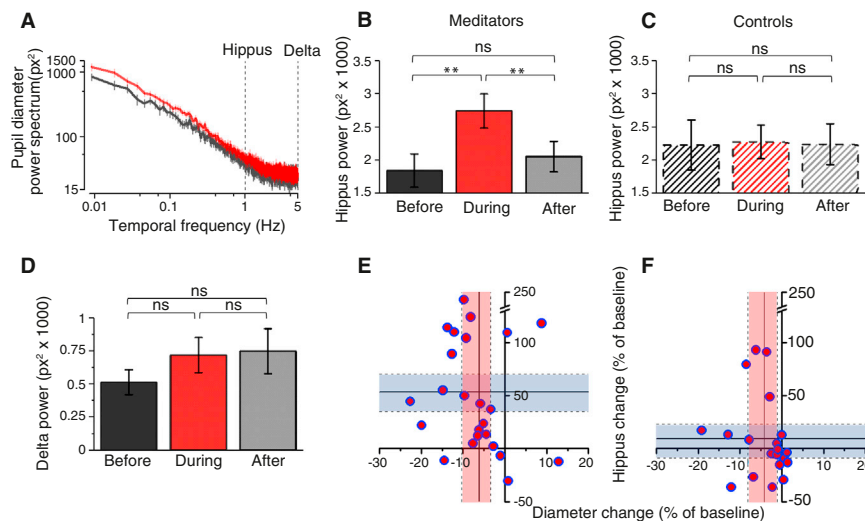 A
Hippus Delta
1500
1000
100
15
Pupil diameter
power spectrum(px²)
0.01 0.1 1 5
Temporal frequency (Hz)
B
Meditators
ns
** **
Hippus power (px² x 1000)
3.5
3
2.5
2
1.5
1
Before During After
C
Controls
ns
ns ns
Hippus power (px² x 1000)
3.5
3
2.5
2
1.5
1
Before During After
D
ns
ns ns
Delta power (px² x 1000)
1
0.75
0.5
0.25
0
Before During After
E
250
100
50
-50
-30 -20 -10 0 10 20
F
Hippus change (% of baseline)
250
100
50
-50
-30 -20 -10 0 10 20
Diameter change (% of baseline)